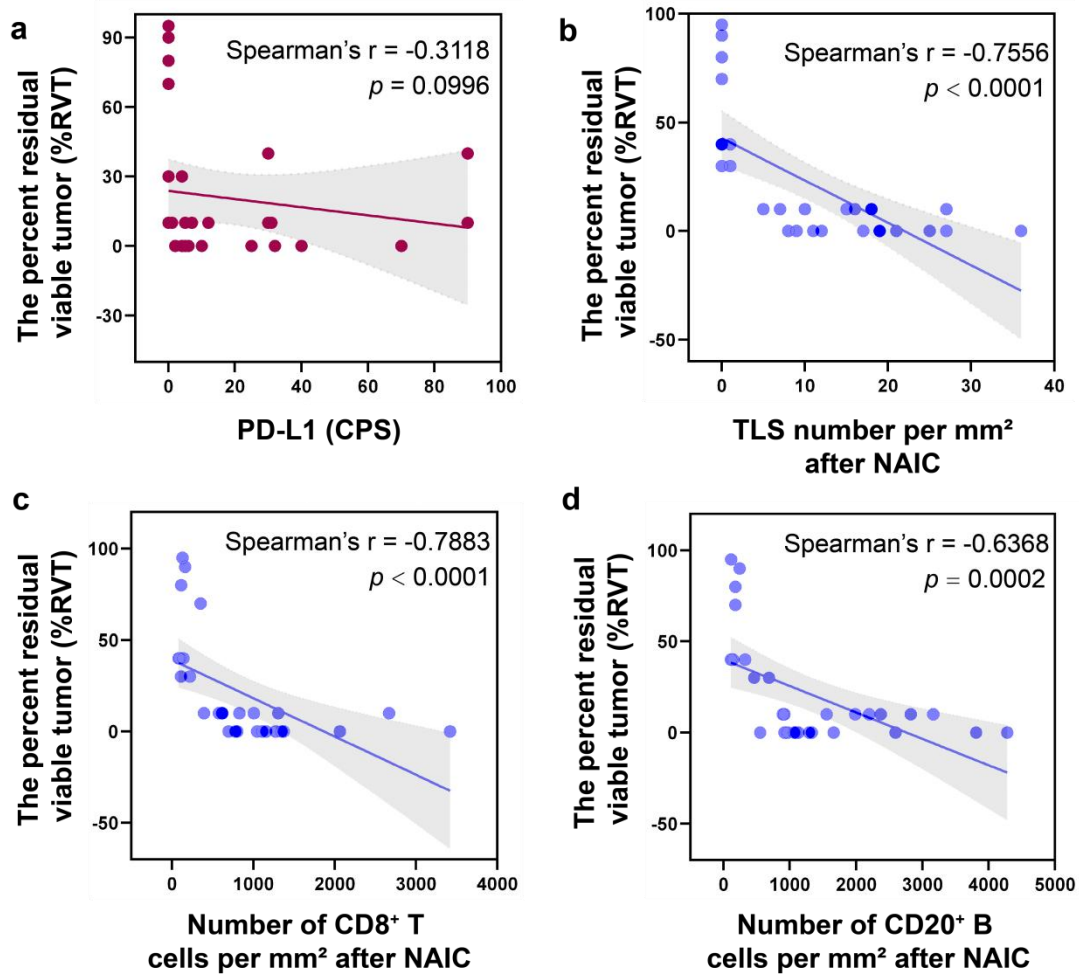 a
The percent residual
viable tumor (%RVT)
90
60
30
0
-30
Spearman's r = -0.3118
p = 0.0996
0 20 40 60 80 100
PD-L1 (CPS)
b
The percent residual
viable tumor (%RVT)
100
50
0
-50
Spearman's r = -0.7556
p < 0.0001
0 10 20 30 40
TLS number per mm²
after NAIC
c
The percent residual
viable tumor (%RVT)
100
50
0
-50
Spearman's r = -0.7883
p < 0.0001
0 1000 2000 3000 4000
Number of CD8⁺ T
cells per mm² after NAIC
d
The percent residual
viable tumor (%RVT)
100
50
0
-50
Spearman's r = -0.6368
p = 0.0002
0 1000 2000 3000 4000 5000
Number of CD20⁺ B
cells per mm² after NAIC